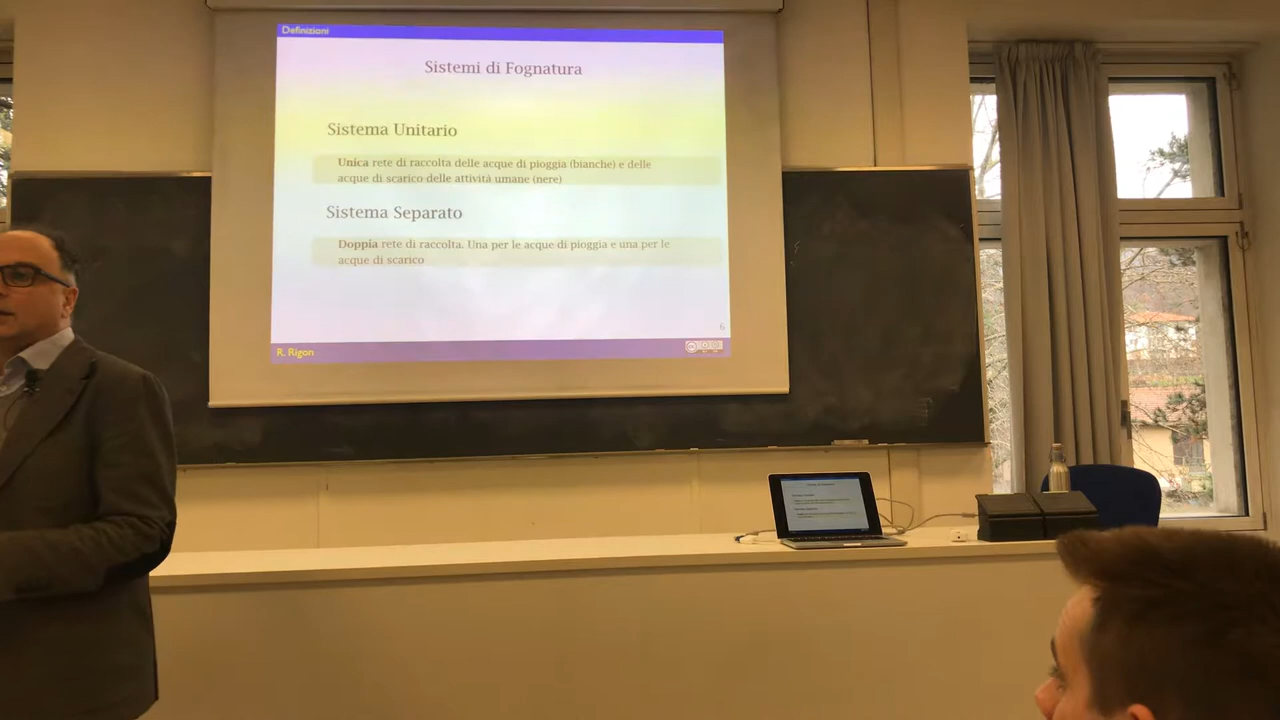 Definizioni
Sistemi di Fognatura
Sistema Unitario
Unica rete di raccolta delle acque di pioggia (bianche) e delle
acque di scarico delle attività umane (nere)
Sistema Separato
Doppia rete di raccolta. Una per le acque di pioggia e una per le
acque di scarico
6
R. Rigon